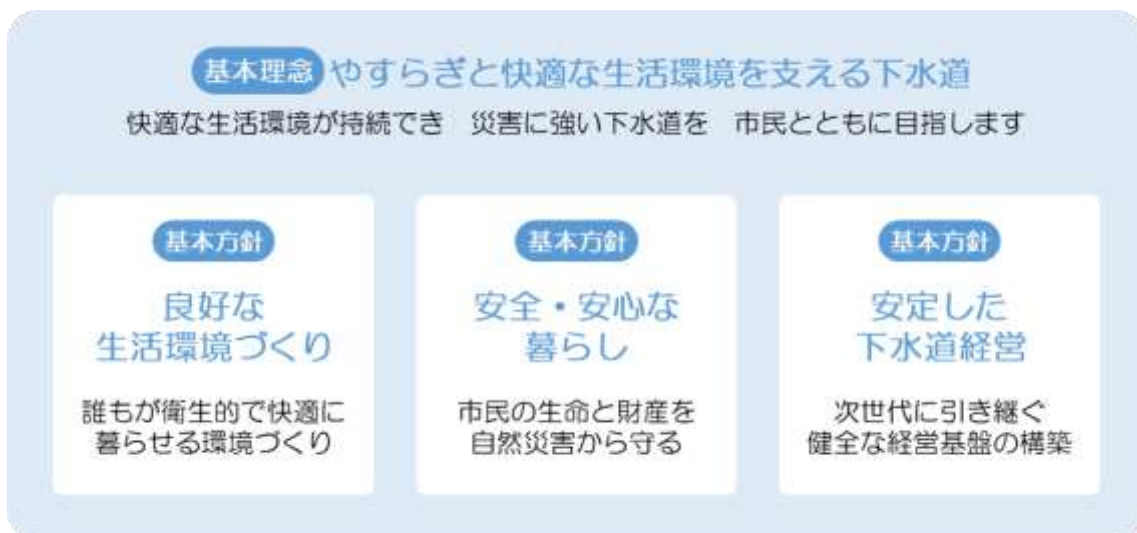 基本理念 やすらぎと快適な生活環境を支える下水道
快適な生活環境が持続でき　災害に強い下水道を　市民とともに目指します
基本方針
良好な
生活環境づくり
誰もが衛生的で快適に
暮らせる環境づくり
基本方針
安全・安心な
暮らし
市民の生命と財産を
自然災害から守る
基本方針
安定した
下水道経営
次世代に引き継ぐ
健全な経営基盤の構築